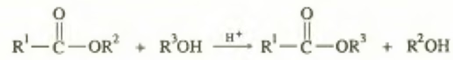 O O
R¹—C—OR² + R³OH H⁺ R¹—C—OR³ + R²OH